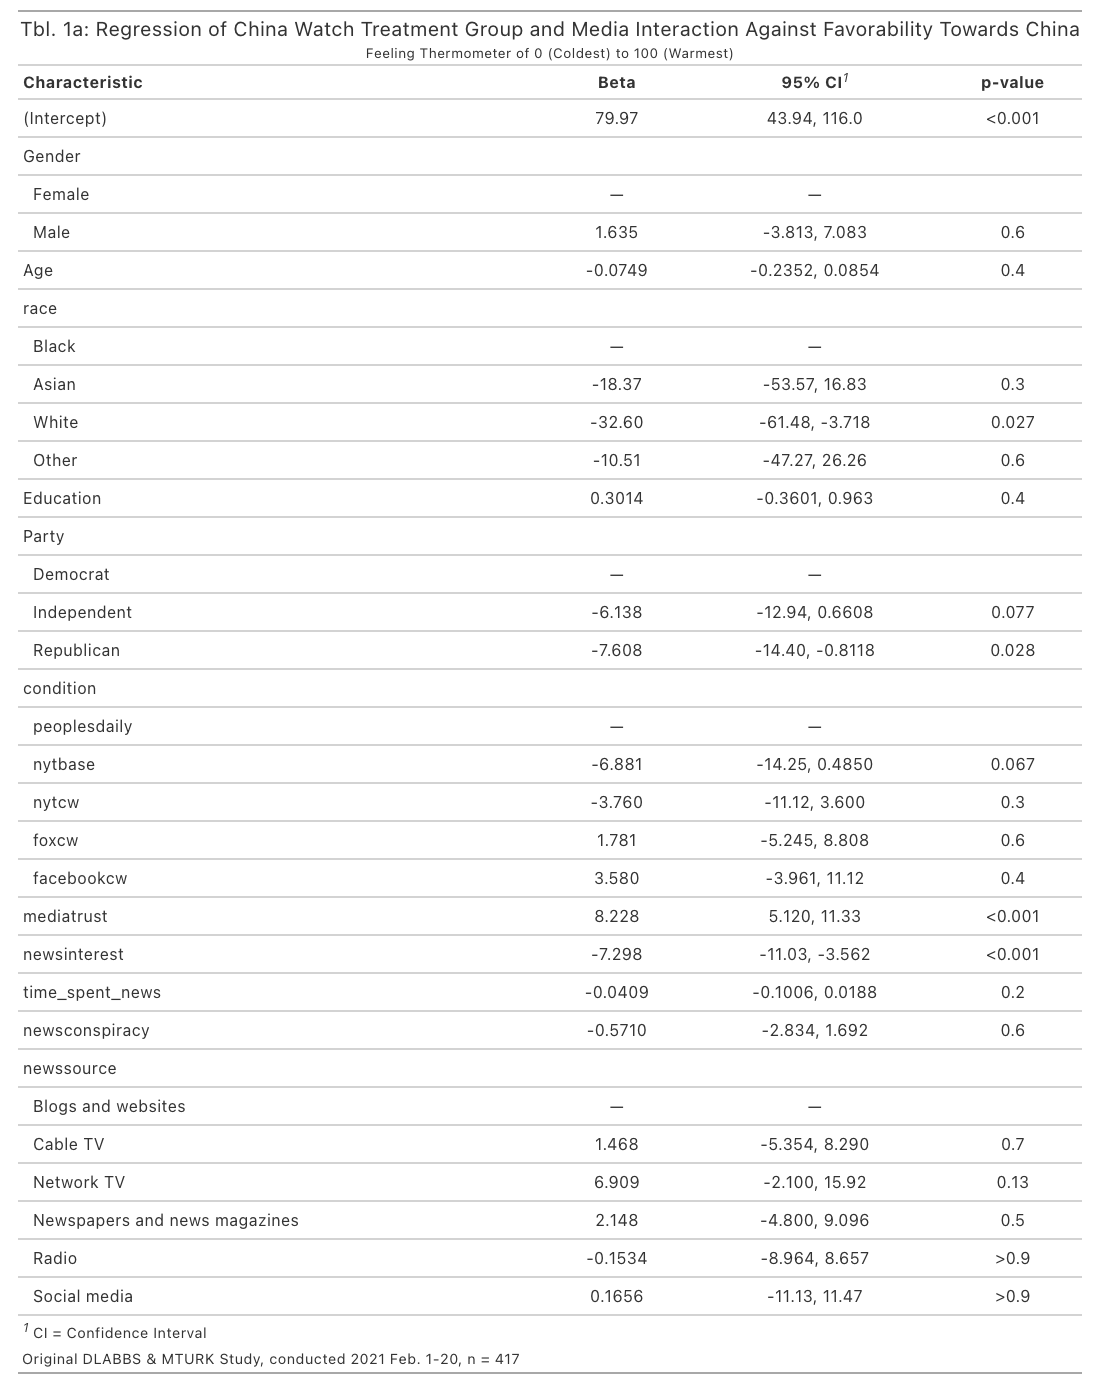 Tbl. 1a: Regression of China Watch Treatment Group and Media Interaction Against Favorability Towards China
Feeling Thermometer of 0 (Coldest) to 100 (Warmest)
Characteristic Beta 95% CI1 p-value
(Intercept) 79.97 43.94, 116.0 <0.001
Gender
Female — —
Male 1.635 -3.813, 7.083 0.6
Age -0.0749 -0.2352, 0.0854 0.4
race
Black — —
Asian -18.37 -53.57, 16.83 0.3
White -32.60 -61.48, -3.718 0.027
Other -10.51 -47.27, 26.26 0.6
Education 0.3014 -0.3601, 0.963 0.4
Party
Democrat — —
Independent -6.138 -12.94, 0.6608 0.077
Republican -7.608 -14.40, -0.8118 0.028
condition
peoplesdaily — —
nytbase -6.881 -14.25, 0.4850 0.067
nytcw -3.760 -11.12, 3.600 0.3
foxcw 1.781 -5.245, 8.808 0.6
facebookcw 3.580 -3.961, 11.12 0.4
mediatrust 8.228 5.120, 11.33 <0.001
newsinterest -7.298 -11.03, -3.562 <0.001
time_spent_news -0.0409 -0.1006, 0.0188 0.2
newsconspiracy -0.5710 -2.834, 1.692 0.6
newssource
Blogs and websites — —
Cable TV 1.468 -5.354, 8.290 0.7
Network TV 6.909 -2.100, 15.92 0.13
Newspapers and news magazines 2.148 -4.800, 9.096 0.5
Radio -0.1534 -8.964, 8.657 >0.9
Social media 0.1656 -11.13, 11.47 >0.9
1 CI = Confidence Interval
Original DLABBS & MTURK Study, conducted 2021 Feb. 1-20, n = 417